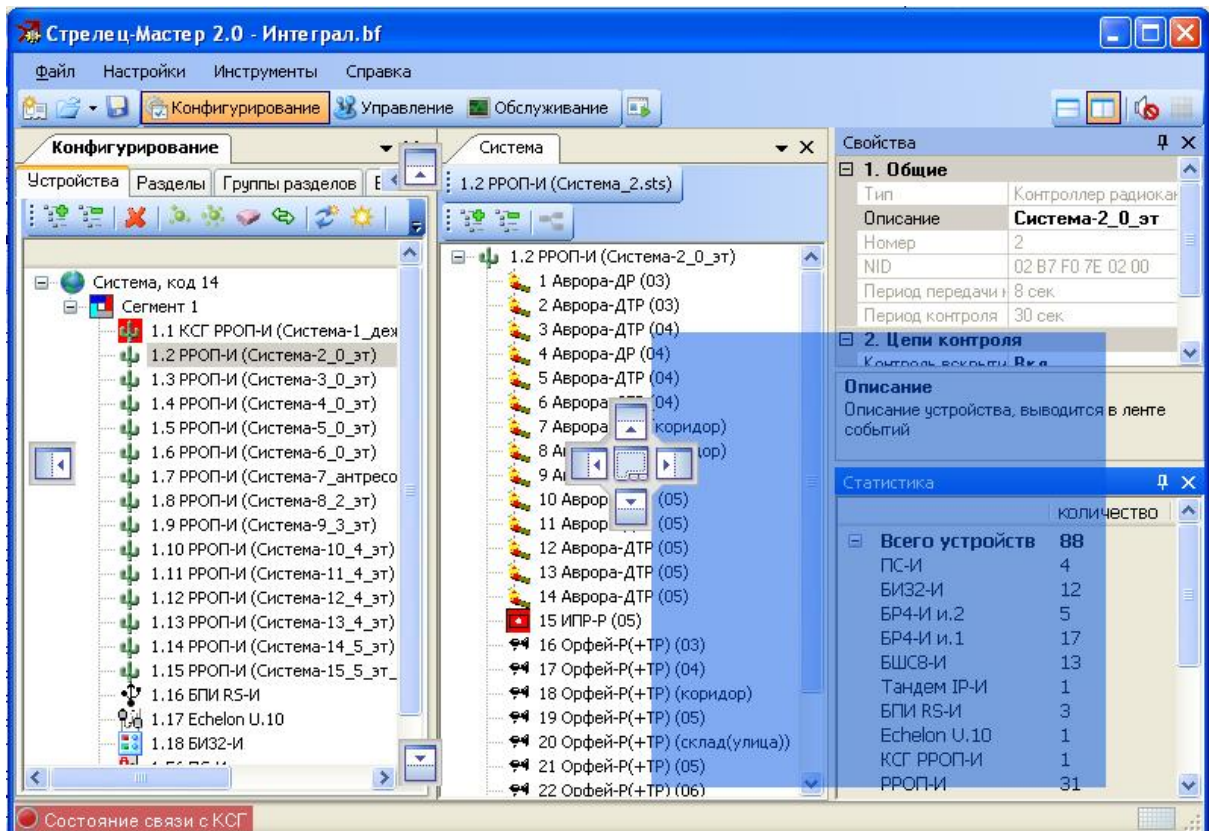 Стрелец-Мастер 2.0 - Интеграл.bf
Файл Настройки Инструменты Справка
Конфигурирование Управление Обслуживание
Конфигурирование
Устройства Разделы Группы разделов
Система, код 14
Сегмент 1
1.1 КСГ РРОП-И (Система-1_деж
1.2 РРОП-И (Система-2_0_эт)
1.3 РРОП-И (Система-3_0_эт)
1.4 РРОП-И (Система-4_0_эт)
1.5 РРОП-И (Система-5_0_эт)
1.6 РРОП-И (Система-6_0_эт)
1.7 РРОП-И (Система-7_антресо
1.8 РРОП-И (Система-8_2_эт)
1.9 РРОП-И (Система-9_3_эт)
1.10 РРОП-И (Система-10_4_эт)
1.11 РРОП-И (Система-11_4_эт)
1.12 РРОП-И (Система-12_4_эт)
1.13 РРОП-И (Система-13_4_эт)
1.14 РРОП-И (Система-14_5_эт)
1.15 РРОП-И (Система-15_5_эт_
1.16 БПИ RS-И
1.17 Echelon U.10
1.18 БИ32-И
Система
1.2 РРОП-И (Система_2.sts)
1.2 РРОП-И (Система-2_0_эт)
1 Аврора-ДР (03)
2 Аврора-ДТР (03)
3 Аврора-ДТР (04)
4 Аврора-ДР (04)
5 Аврора-ДТР (04)
6 Аврора 04)
7 Аврора коридор)
8
9
10 Аврор (05)
11 Аврор (05)
12 Аврора-ДТР (05)
13 Аврора-ДТР (05)
14 Аврора-ДТР (05)
15 ИПР-Р (05)
16 Орфей-Р(+ТР) (03)
17 Орфей-Р(+ТР) (04)
18 Орфей-Р(+ТР) (коридор)
19 Орфей-Р(+ТР) (05)
20 Орфей-Р(+ТР) (склад(улица))
21 Орфей-Р(+ТР) (05)
22 Орфей-Р(+ТР) (06)
Свойства
1. Общие
Тип Контроллер радиокан
Описание Система-2_0_эт
Номер 2
NID 02 B7 F0 7E 02 00
Период передачи 8 сек
Период контроля 30 сек
2. Цепи контроля
Контроль вскрыти Вкл
Описание
Описание устройства, выводится в ленте
событий
Статистика
количество
Всего устройств 88
ПС-И 4
БИ32-И 12
БР4-И и.2 5
БР4-И и.1 17
БШС8-И 13
Тандем IP-И 1
БПИ RS-И 3
Echelon U.10 1
КСГ РРОП-И 1
РРОП-И 31
Состояние связи с КСГ